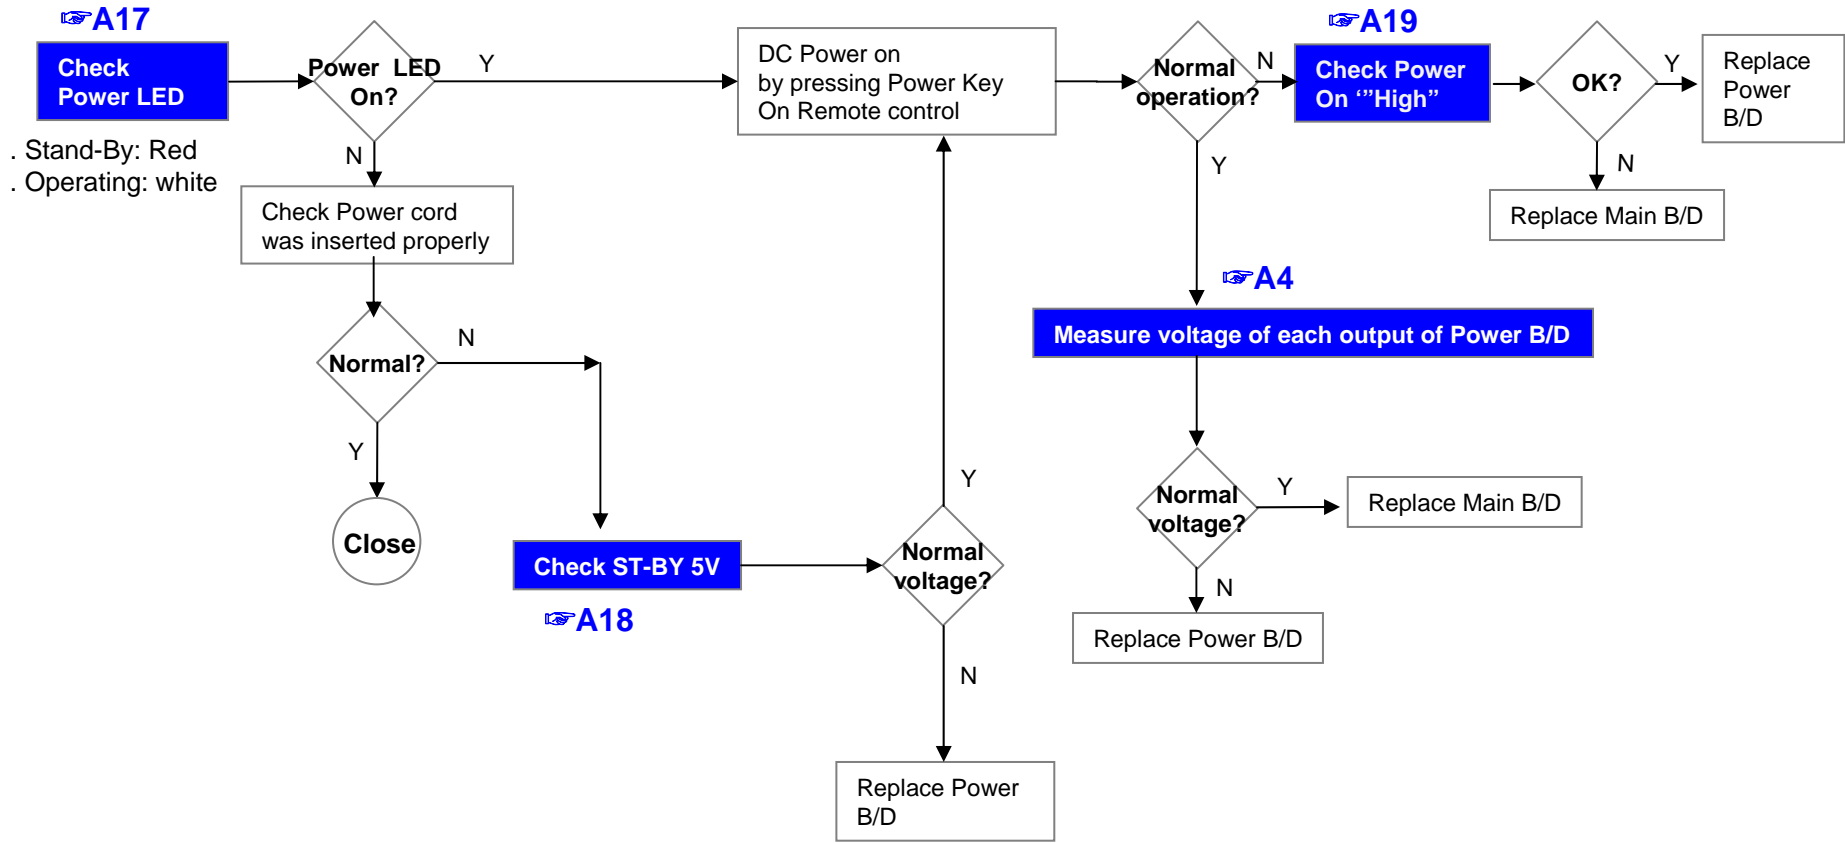 ☞A17
Check
Power LED
. Stand-By: Red
. Operating: white
Power LED
On?
Y
N
Check Power cord
was inserted properly
Normal?
N
Y
Close
Check ST-BY 5V
☞A18
Normal
voltage?
Y
N
Replace Power
B/D
DC Power on
by pressing Power Key
On Remote control
Normal
operation?
N
Y
☞A19
Check Power
On ‘”High”
OK?
Y
Replace
Power
B/D
N
Replace Main B/D
☞A4
Measure voltage of each output of Power B/D
Normal
voltage?
Y
Replace Main B/D
N
Replace Power B/D